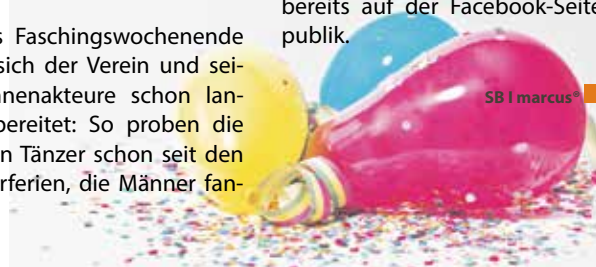 s Faschingswochenende
sich der Verein und sei-
nnenakteure schon lan-
bereitet: So proben die
n Tänzer schon seit den
rferien, die Männer fan-
bereits auf der Facebook-Seite
publik.
SB I marcus*